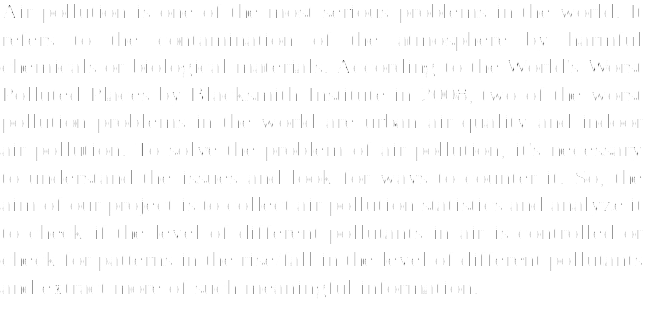 Air pollution is one of the most serious problems in the world. It
refers to the contamination of the atmosphere by harmful
chemicals or biological materials. According to the World's Worst
Polluted Places by Blacksmith Institute in 2008, two of the worst
pollution problems in the world are urban air quality and indoor
air pollution. To solve the problem of air pollution, it's necessary
to understand the issues and look for ways to counter it. So, the
aim of our project is to collect air pollution statistics and analyze it
to check if the level of different pollutants in air is controlled or
check for patterns in the rise fall in the level of different pollutants
and extract more of such meaningful information.